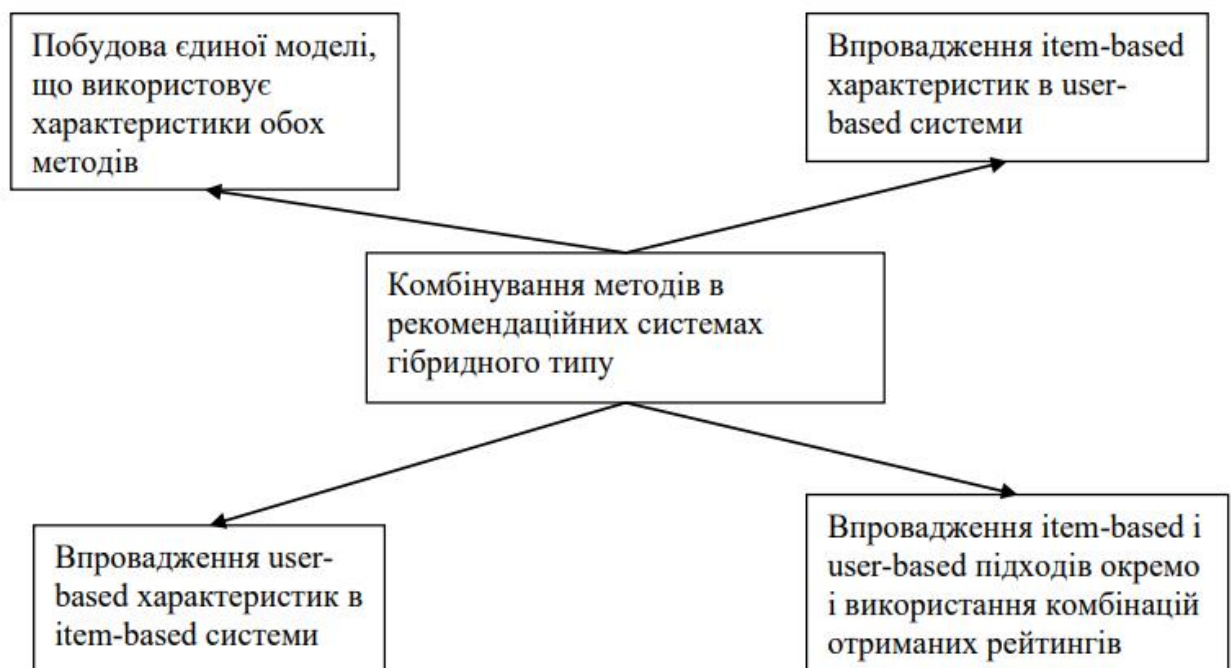 Побудова єдиної моделі,
що використовує
характеристики обох
методів
Впровадження item-based
характеристик в user-
based системи
Комбінування методів в
рекомендаційних системах
гібридного типу
Впровадження user-
based характеристик в
item-based системи
Впровадження item-based і
user-based підходів окремо
і використання комбінацій
отриманих рейтингів